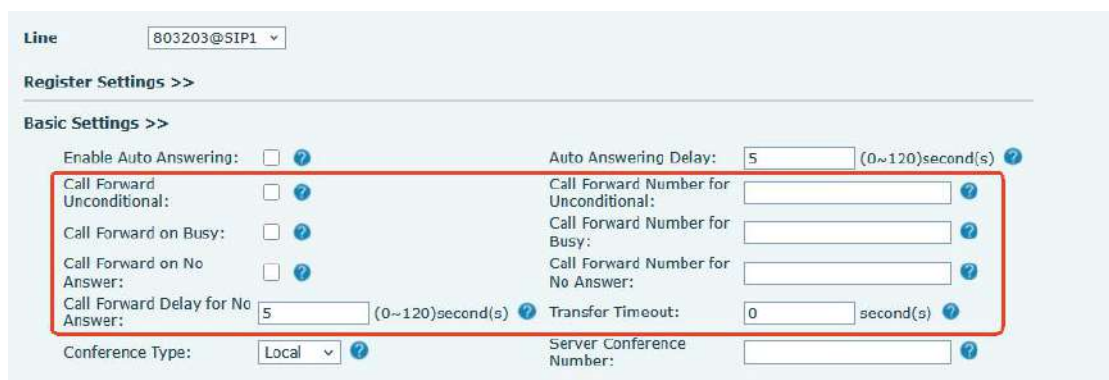 Line 803203@SIP1
Register Settings >>
Basic Settings >>
Enable Auto Answering: ? Auto Answering Delay: 5 (0~120)second(s) ?
Call Forward Unconditional: ? Call Forward Number for Unconditional: ?
Call Forward on Busy: ? Call Forward Number for Busy: ?
Call Forward on No Answer: ? Call Forward Number for No Answer: ?
Call Forward Delay for No Answer: 5 (0~120)second(s) ? Transfer Timeout: 0 second(s) ?
Conference Type: Local ? Server Conference Number: ?